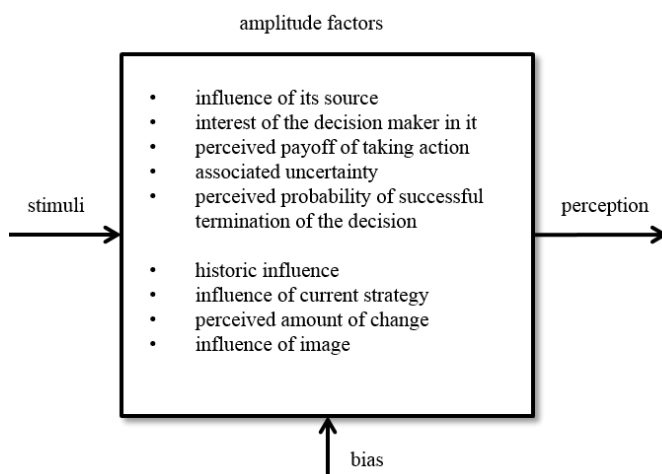 amplitude factors
• influence of its source
• interest of the decision maker in it
• perceived payoff of taking action
• associated uncertainty
• perceived probability of successful
termination of the decision
stimuli
perception
• historic influence
• influence of current strategy
• perceived amount of change
• influence of image
bias